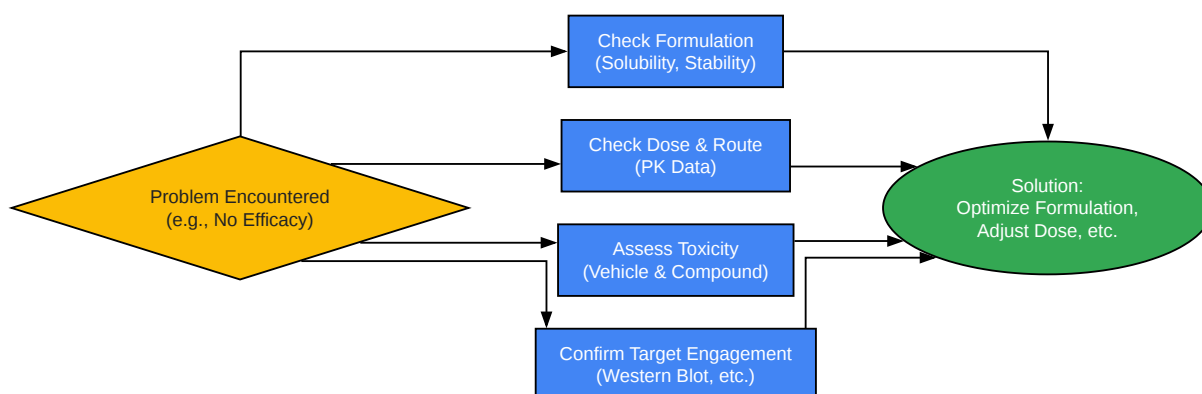 Check Formulation
(Solubility, Stability)
Check Dose & Route
(PK Data)
Problem Encountered
(e.g., No Efficacy)
Solution:
Optimize Formulation,
Adjust Dose, etc.
Assess Toxicity
(Vehicle & Compound)
Confirm Target Engagement
(Western Blot, etc.)